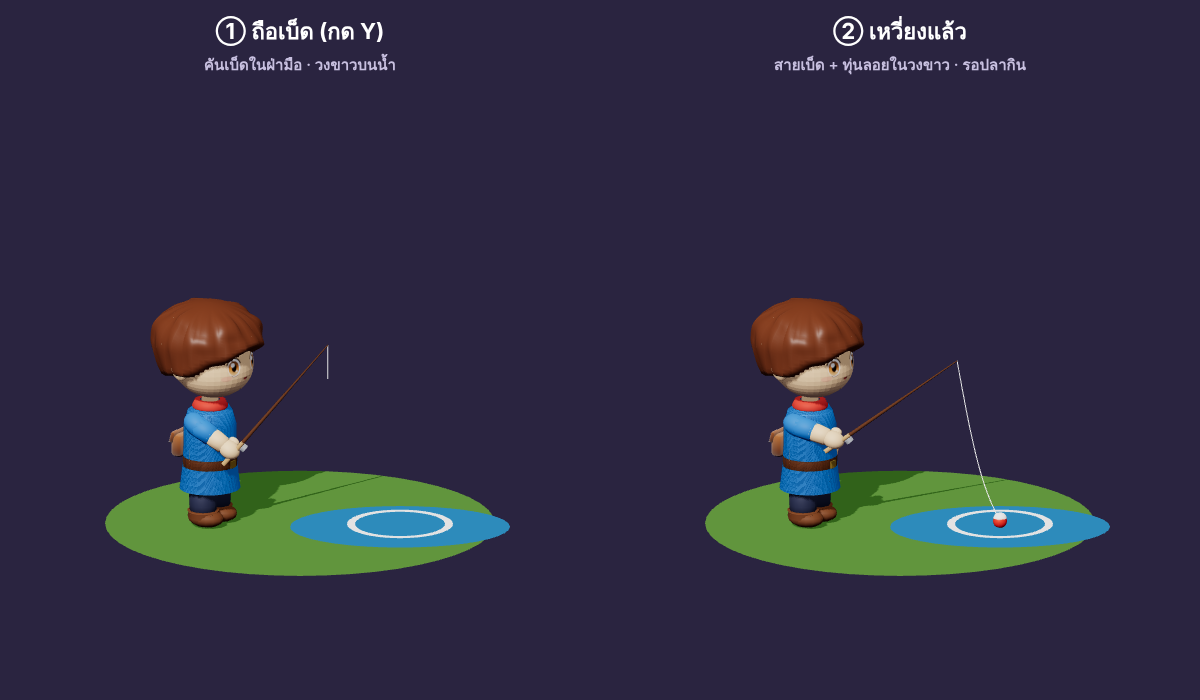 ① ถือเบ็ด (กด Y)
คันเบ็ดในฝ่ามือ · วงขาวบนน้ำ
② เหวี่ยงแล้ว
สายเบ็ด + ทุ่นลอยในวงขาว · รอปลากิน